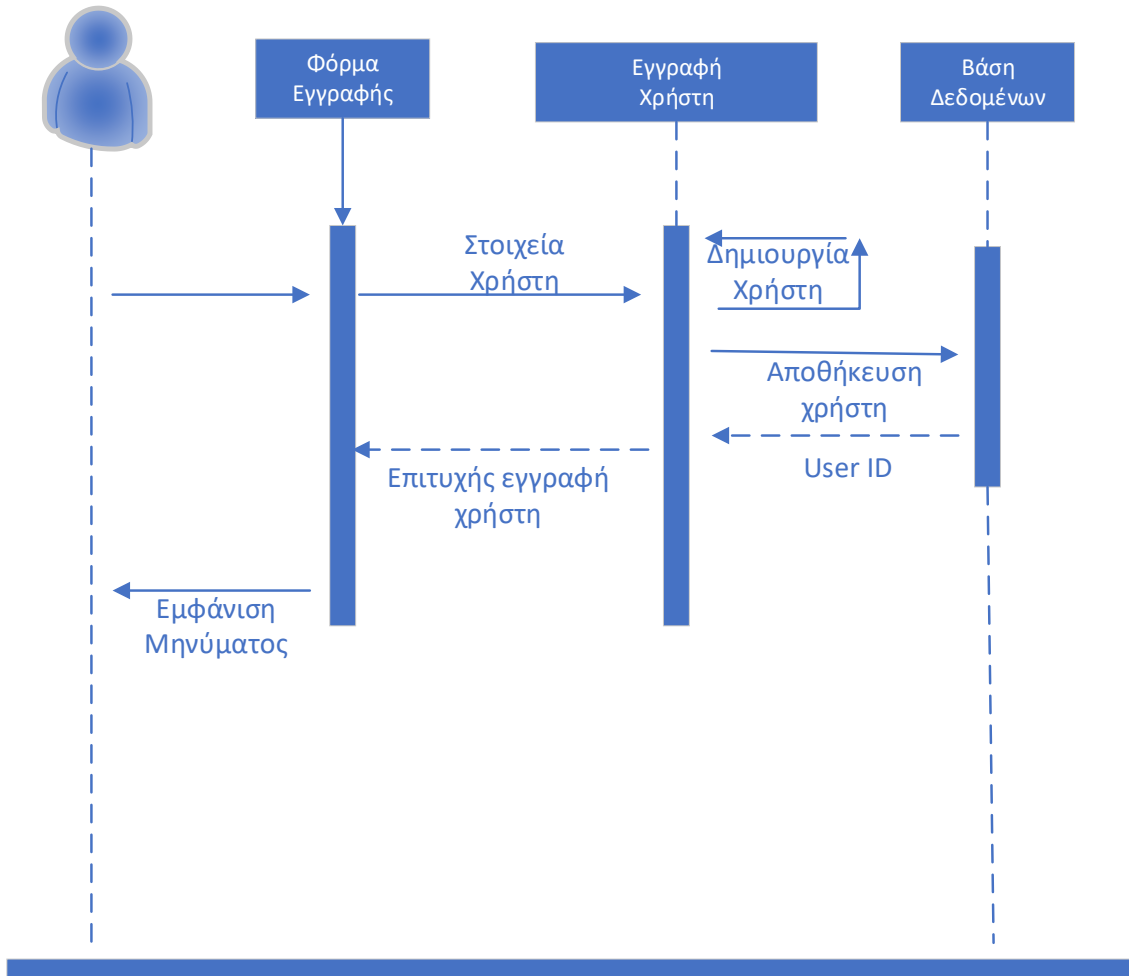 Φόρμα
Εγγραφής
Εγγραφή
Χρήστη
Βάση
Δεδομένων
Στοιχεία
Χρήστη
Δημιουργία
Χρήστη
Αποθήκευση
χρήστη
User ID
Επιτυχής εγγραφή
χρήστη
Εμφάνιση
Μηνύματος